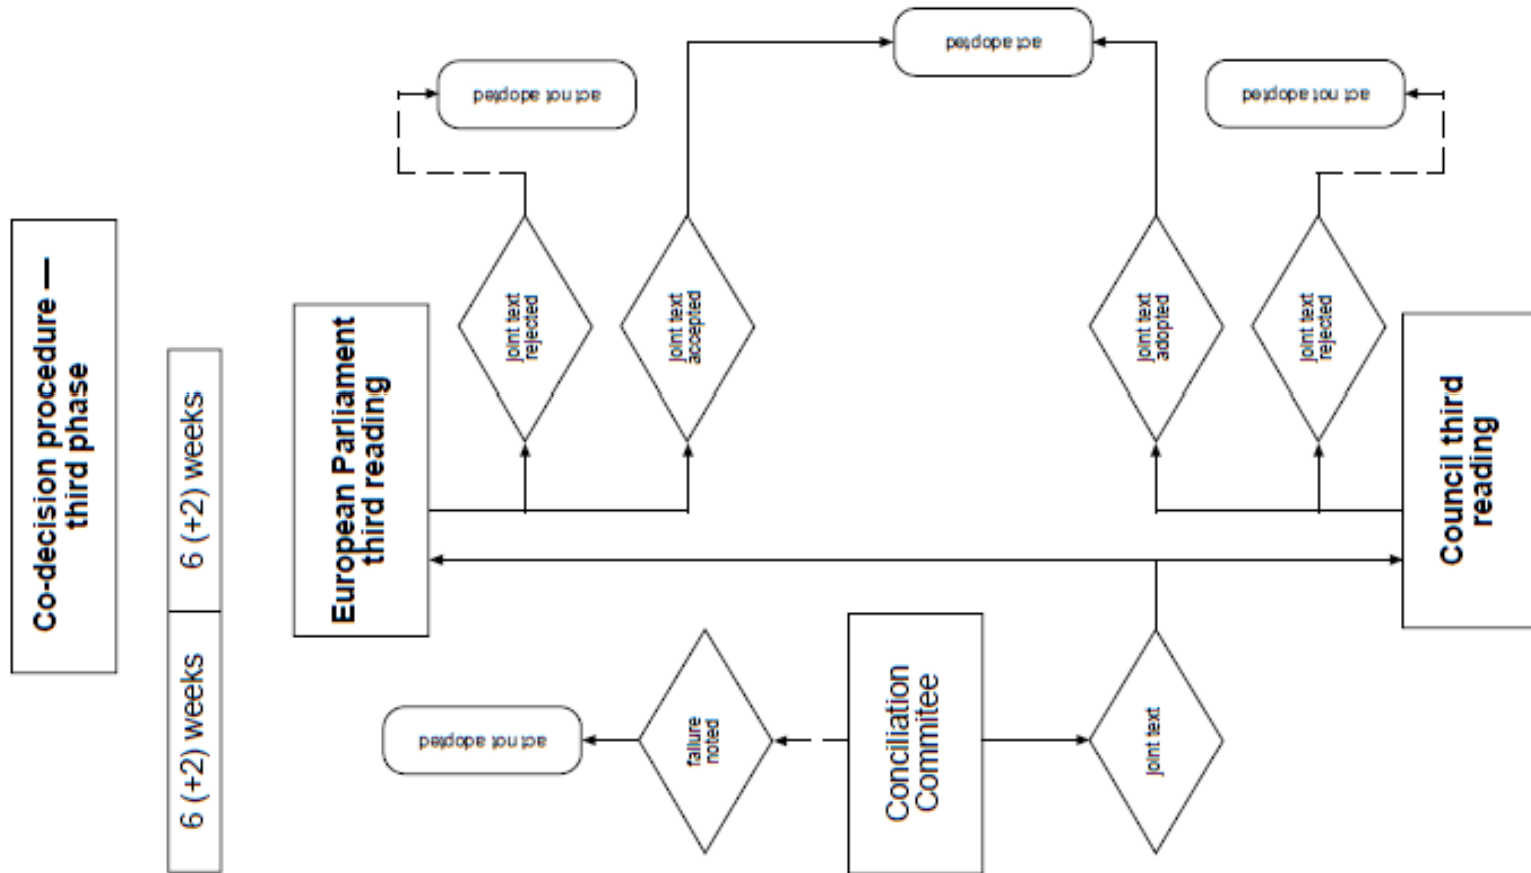 Co-decision procedure —
third phase
6 (+2) weeks
6 (+2) weeks
European Parliament
third reading
joint text
rejected
act not adopted
joint text
accepted
act adopted
joint text
adopted
joint text
rejected
act not adopted
Council third
reading
act not adopted
failure
noted
Conciliation
Commitee
joint text